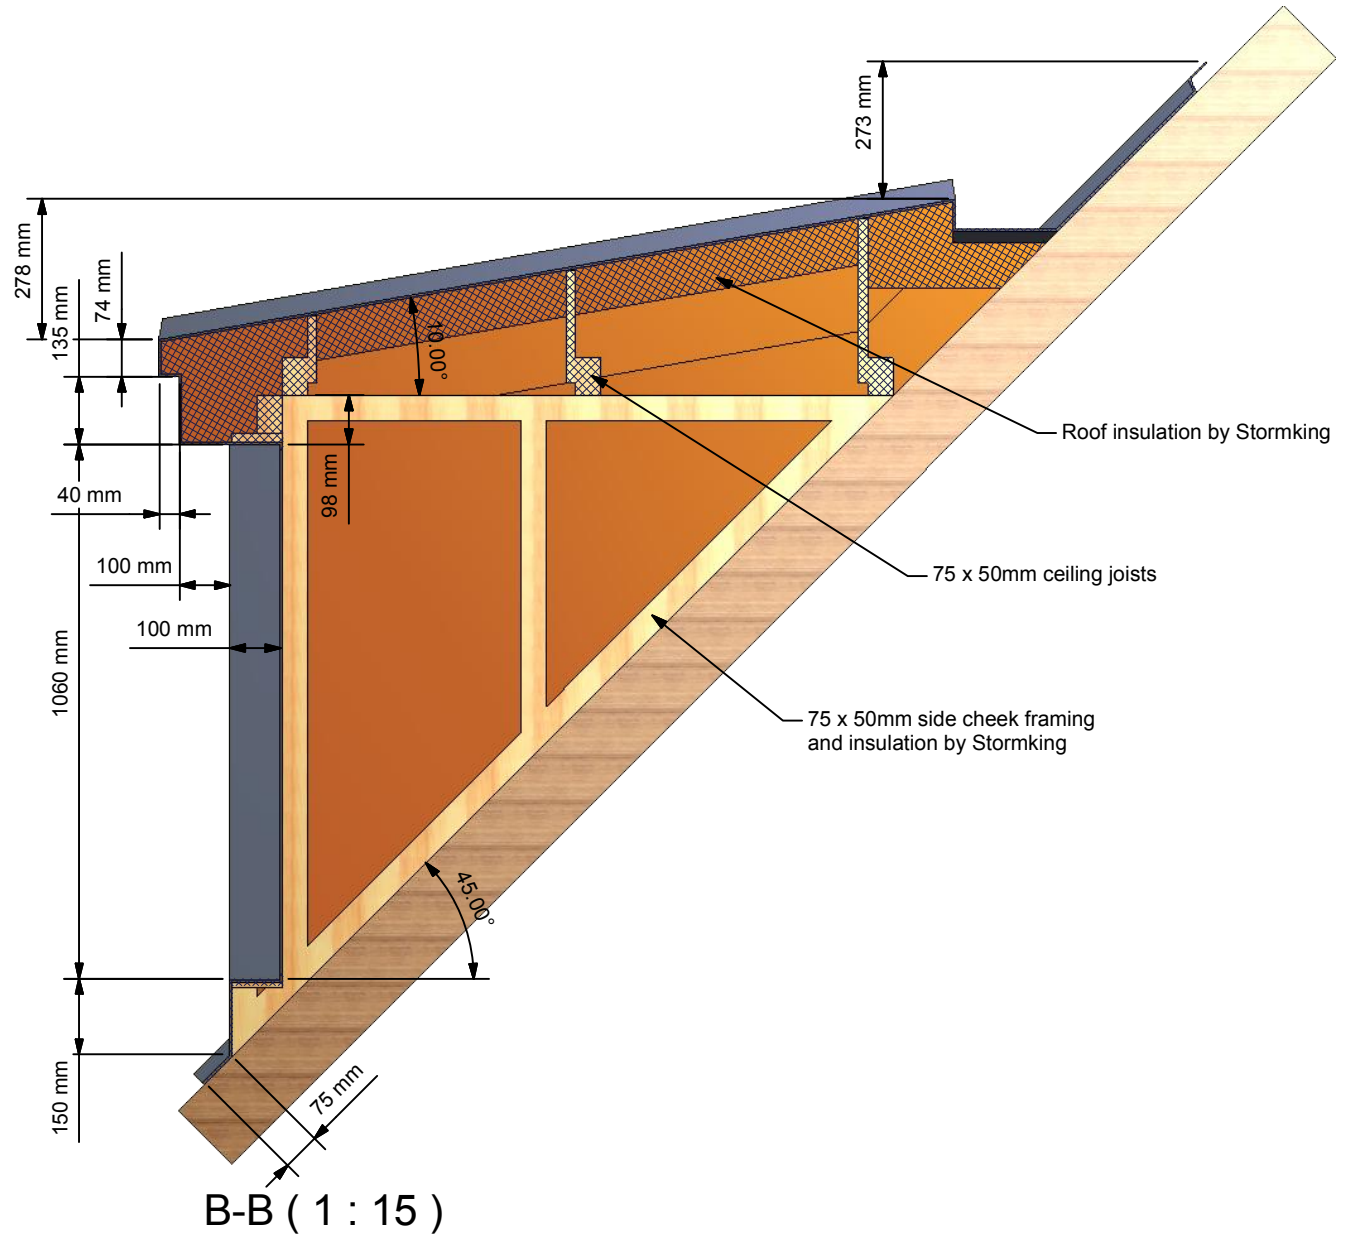 273 mm
278 mm
74 mm
135 mm
10.00°
Roof insulation by Stormking
98 mm
40 mm
100 mm
75 x 50mm ceiling joists
100 mm
1060 mm
75 x 50mm side cheek framing
and insulation by Stormking
45.00°
75 mm
150 mm
B-B ( 1 : 15 )